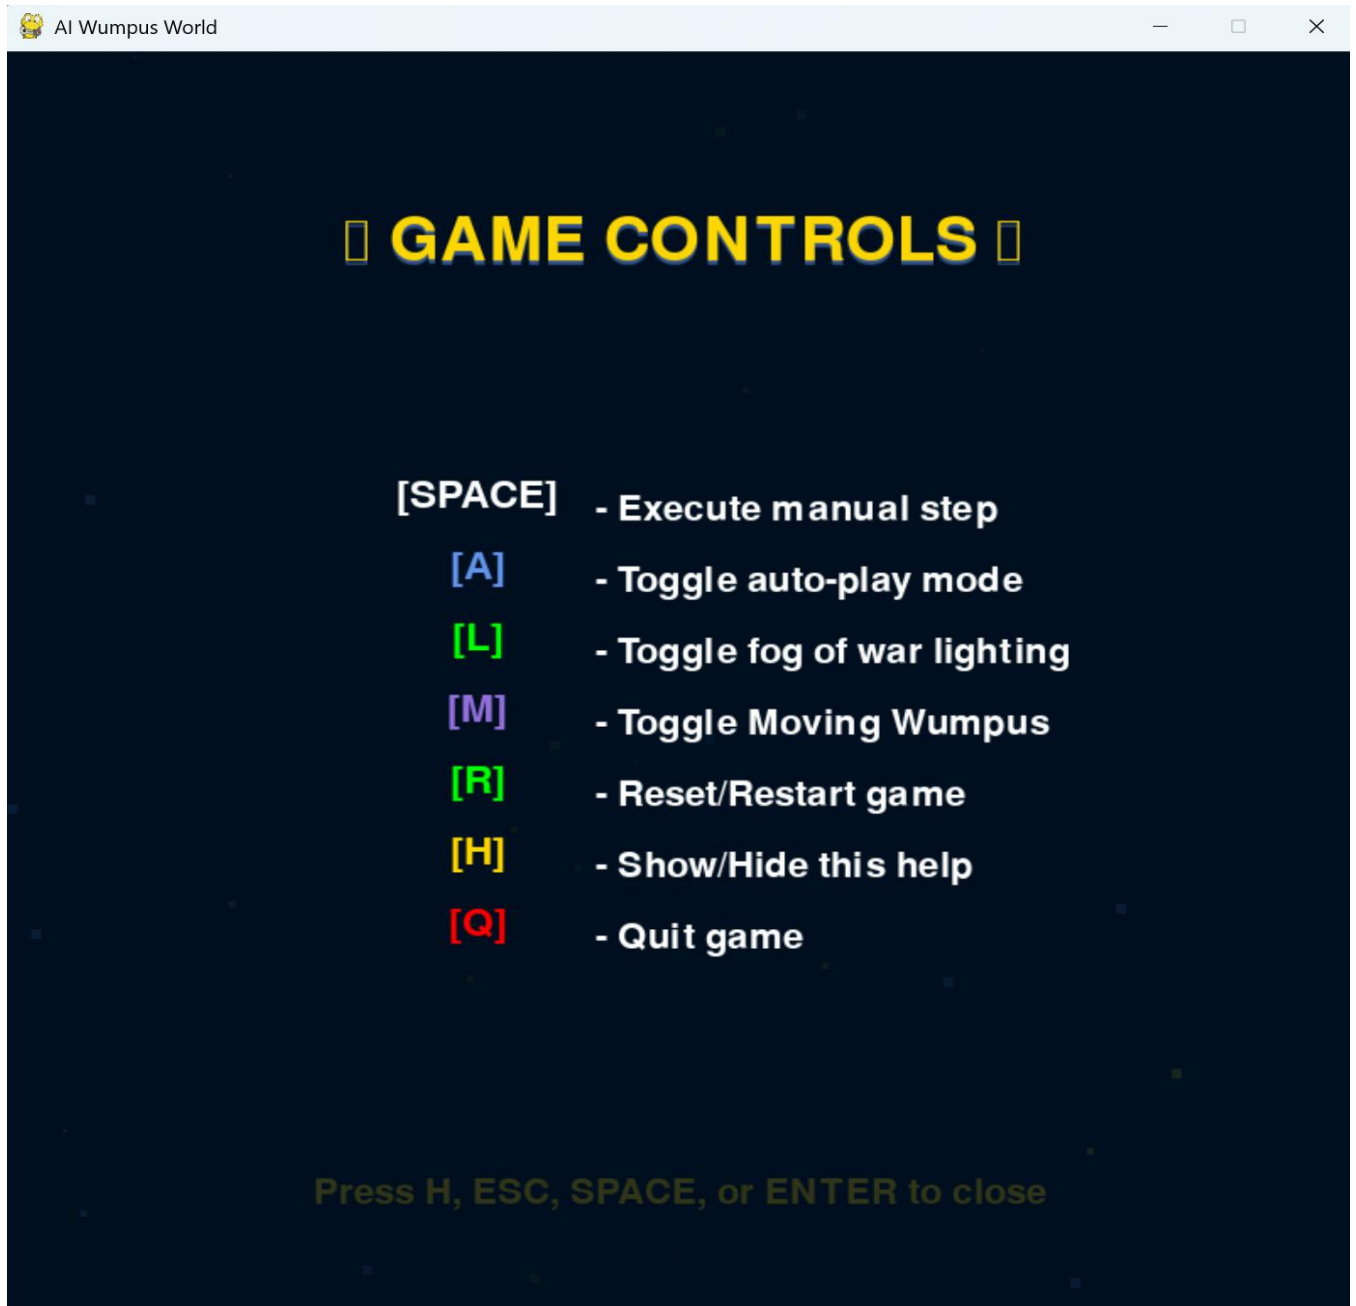 AI Wumpus World
▯ GAME CONTROLS ▯
[SPACE] - Execute manual step
[A] - Toggle auto-play mode
[L] - Toggle fog of war lighting
[M] - Toggle Moving Wumpus
[R] - Reset/Restart game
[H] - Show/Hide this help
[Q] - Quit game
Press H, ESC, SPACE, or ENTER to close